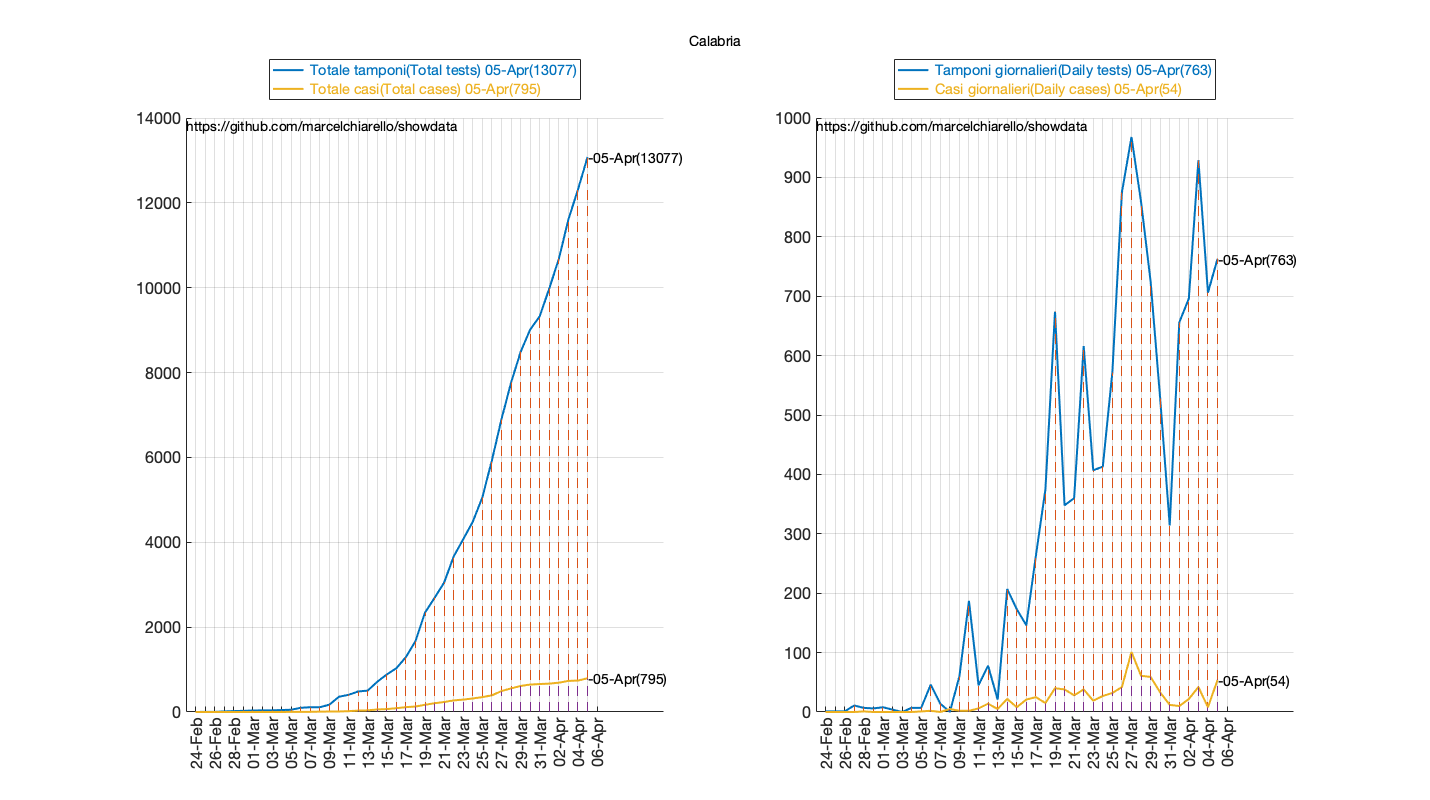 Calabria
Totale tamponi(Total tests) 05-Apr(13077)
Totale casi(Total cases) 05-Apr(795)
14000
https://github.com/marcelchiarello/showdata
-05-Apr(13077)
12000
10000
8000
6000
4000
2000
-05-Apr(795)
0
24-Feb
26-Feb
28-Feb
01-Mar
03-Mar
05-Mar
07-Mar
09-Mar
11-Mar
13-Mar
15-Mar
17-Mar
19-Mar
21-Mar
23-Mar
25-Mar
27-Mar
29-Mar
31-Mar
02-Apr
04-Apr
06-Apr
Tamponi giornalieri(Daily tests) 05-Apr(763)
Casi giornalieri(Daily cases) 05-Apr(54)
1000
https://github.com/marcelchiarello/showdata
900
800
-05-Apr(763)
700
600
500
400
300
200
100
-05-Apr(54)
0
24-Feb
26-Feb
28-Feb
01-Mar
03-Mar
05-Mar
07-Mar
09-Mar
11-Mar
13-Mar
15-Mar
17-Mar
19-Mar
21-Mar
23-Mar
25-Mar
27-Mar
29-Mar
31-Mar
02-Apr
04-Apr
06-Apr